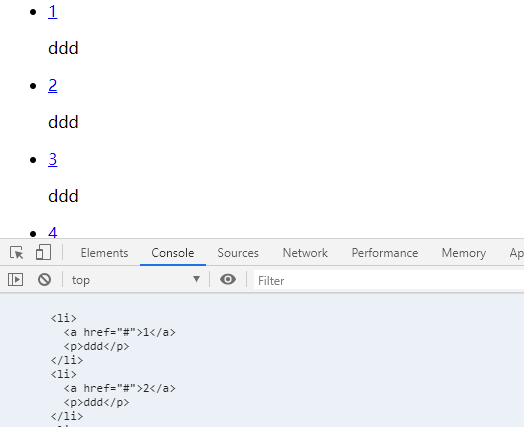 1
ddd
2
ddd
3
ddd
4
Elements Console Sources Network Performance Memory Ap
top Filter
<li>
<a href="#">1</a>
<p>ddd</p>
</li>
<li>
<a href="#">2</a>
<p>ddd</p>
</li>